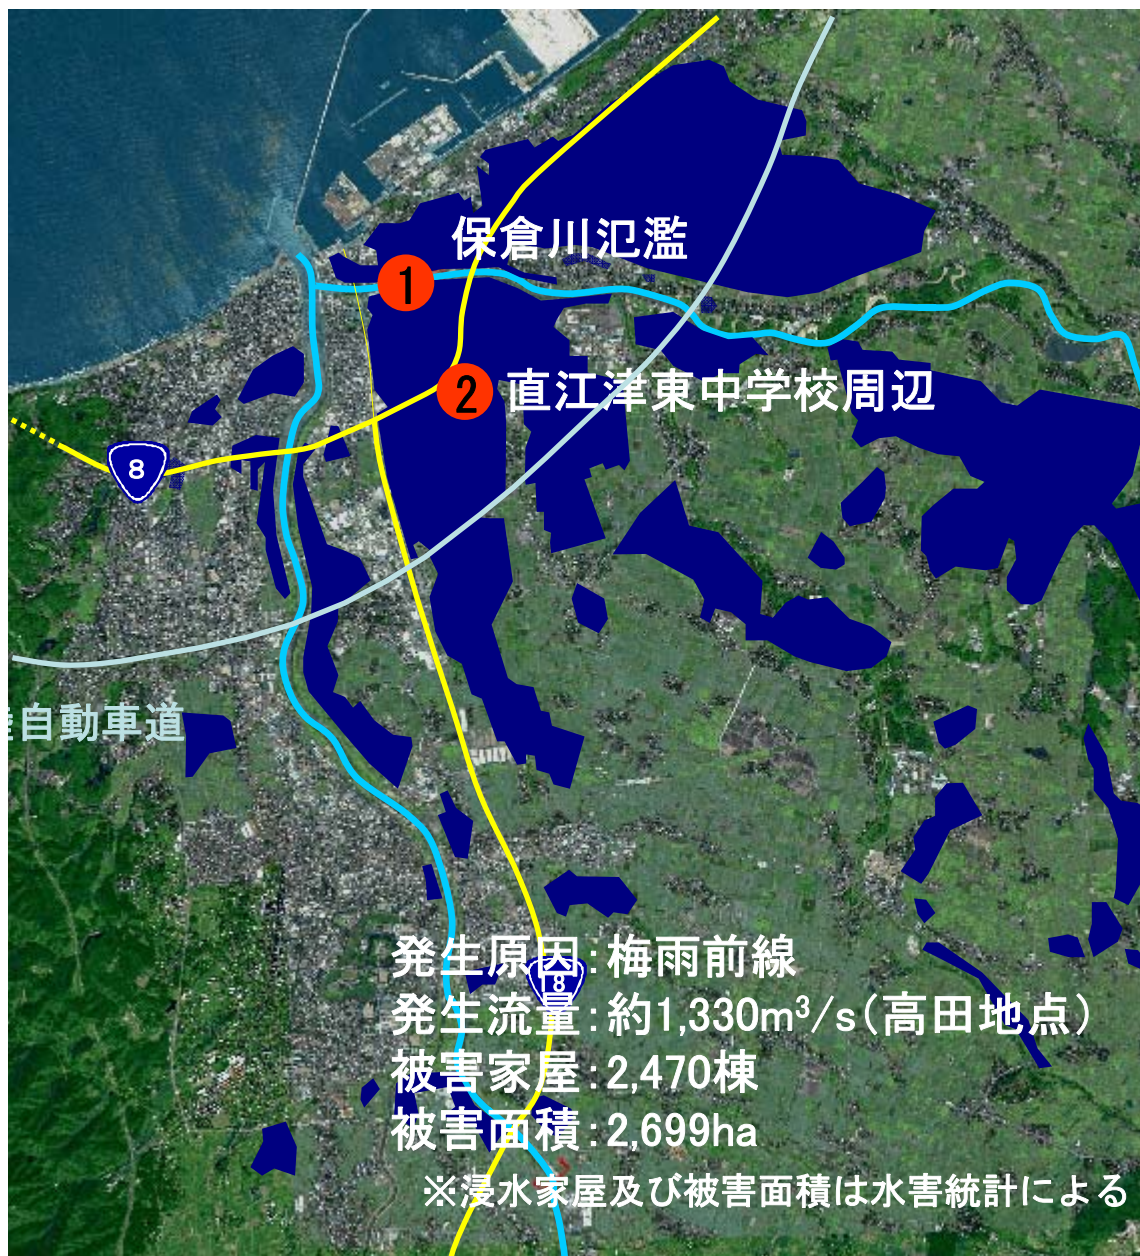 保倉川氾濫
1
2
直江津東中学校周辺
8
自動車道
発生原因：梅雨前線
8
発生流量：約1,330m³/s（高田地点）
被害家屋：2,470棟
被害面積：2,699ha
※浸水家屋及び被害面積は水害統計による